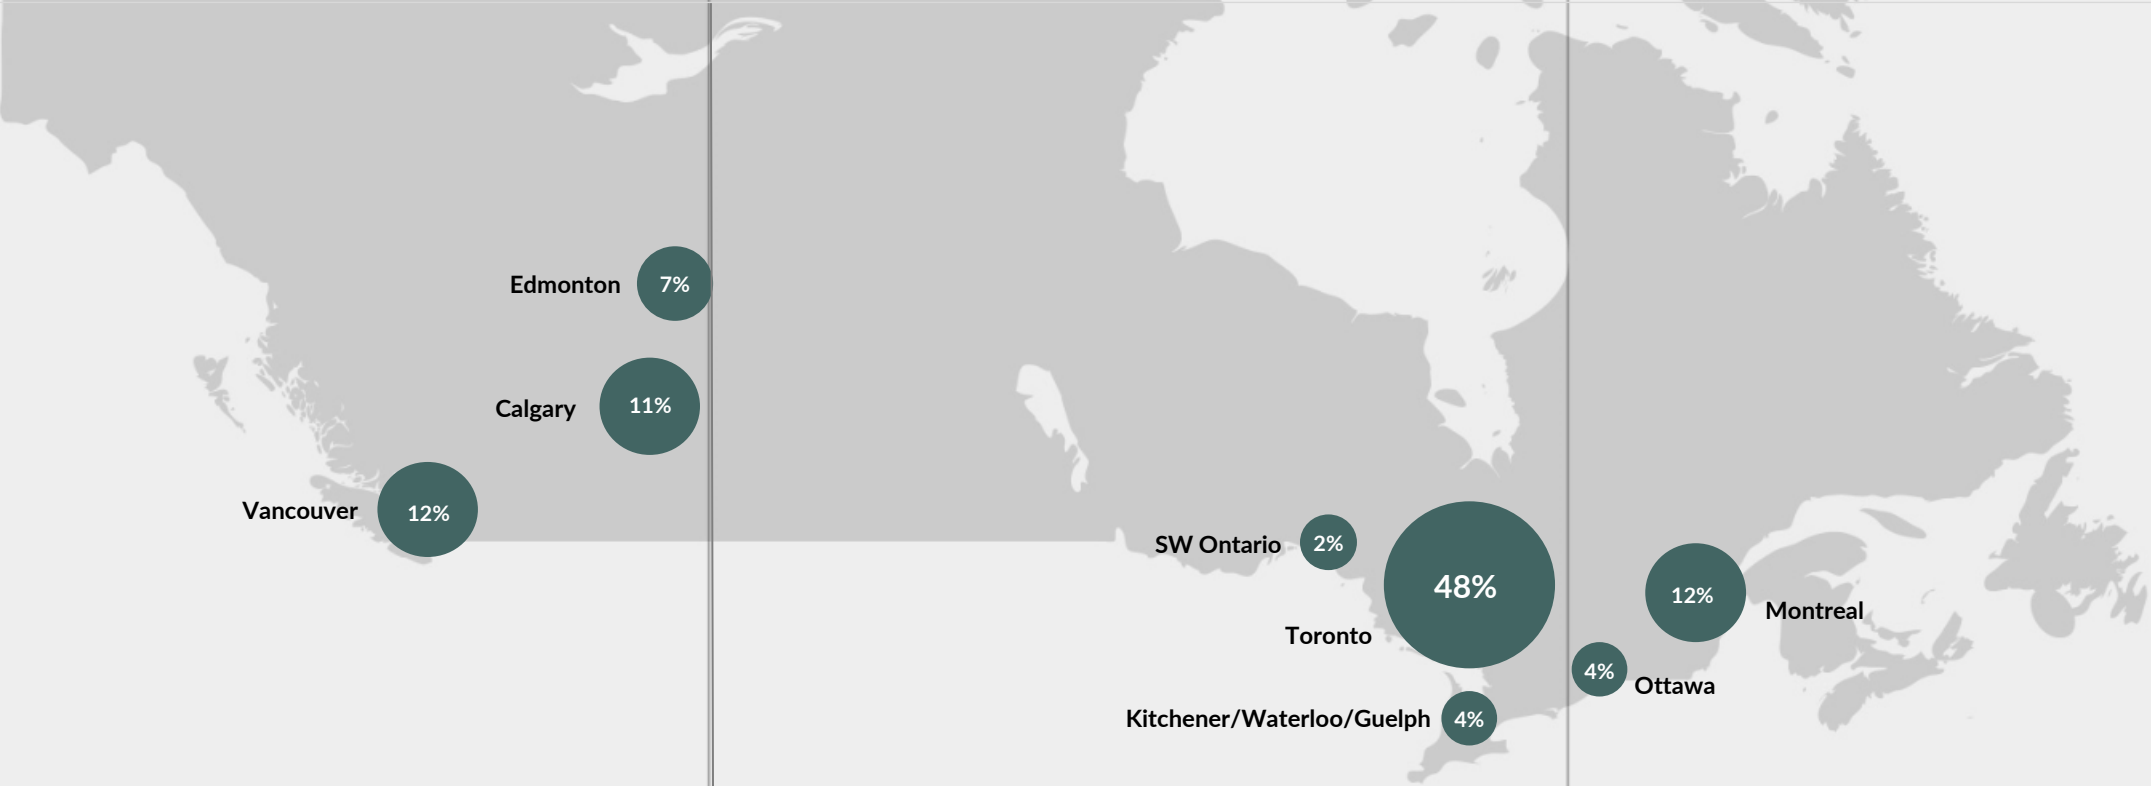 Edmonton 7%
Calgary 11%
Vancouver 12%
SW Ontario 2%
48%
Toronto
12%
Montreal
4%
Ottawa
Kitchener/Waterloo/Guelph 4%